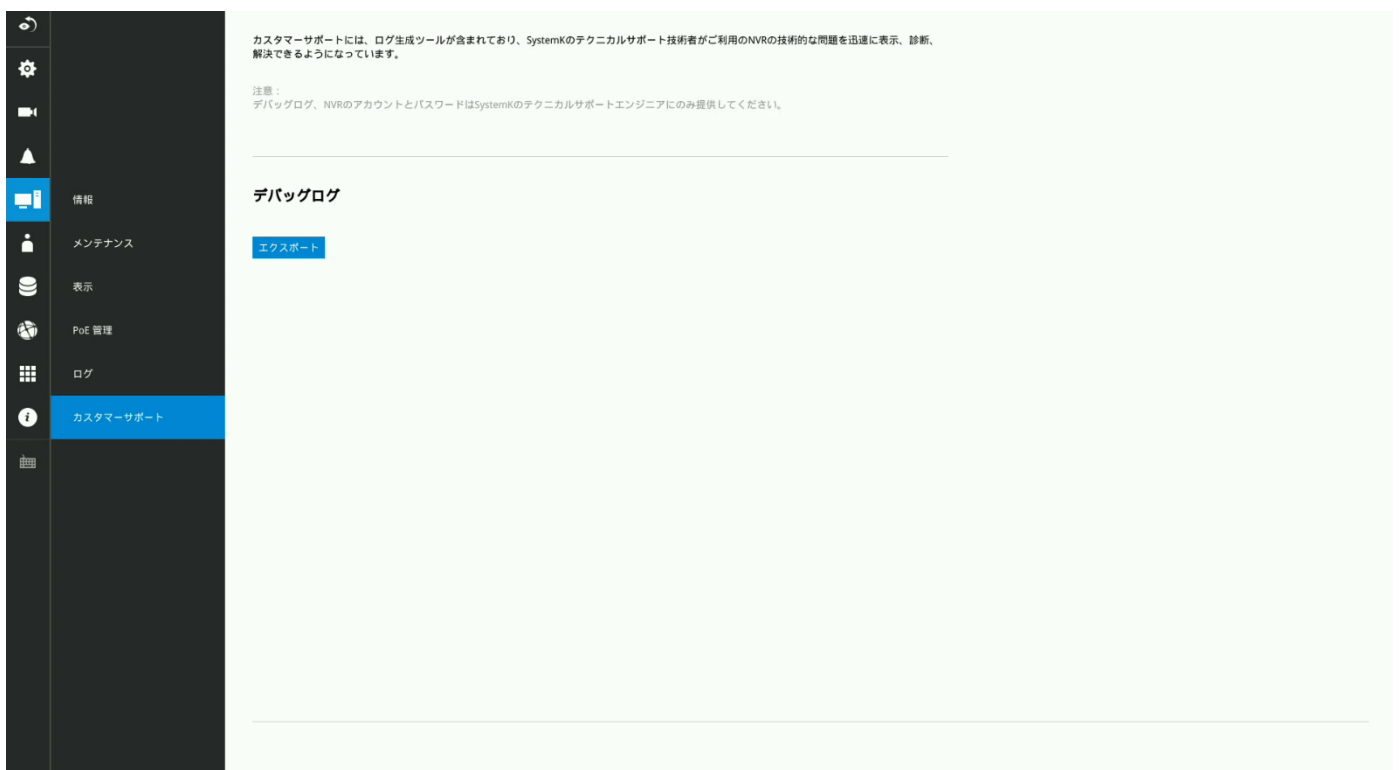 カスタマーサポートには、ログ生成ツールが含まれており、SystemKのテクニカルサポート技術者がご利用のNVRの技術的な問題を迅速に表示、診断、
解決できるようになっています。
注意 :
デバッグログ、NVRのアカウントとパスワードはSystemKのテクニカルサポートエンジニアにのみ提供してください。
デバッグログ
エクスポート
情報
メンテナンス
表示
PoE 管理
ログ
カスタマーサポート